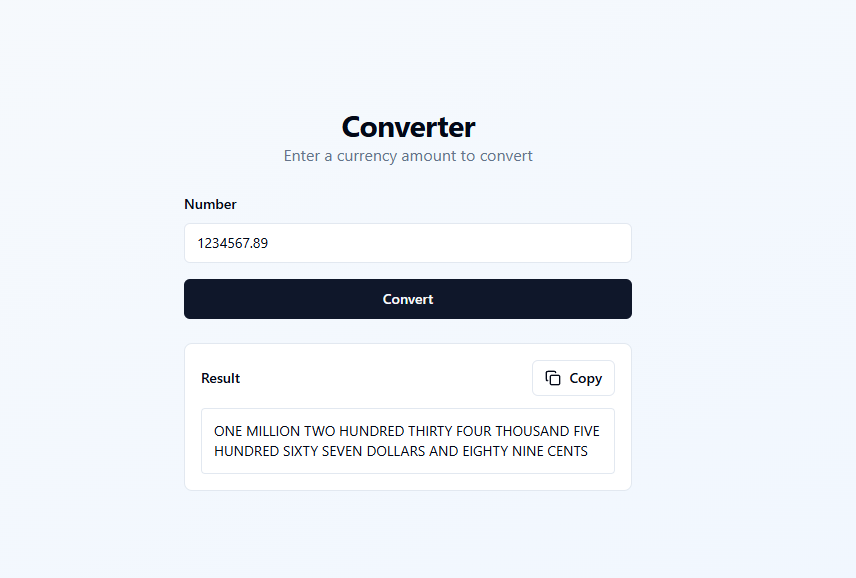 Converter
Enter a currency amount to convert
Number
1234567.89
Convert
Result
Copy
ONE MILLION TWO HUNDRED THIRTY FOUR THOUSAND FIVE
HUNDRED SIXTY SEVEN DOLLARS AND EIGHTY NINE CENTS